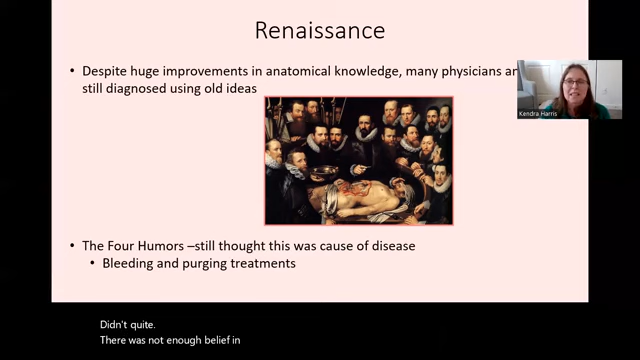 Renaissance
• Despite huge improvements in anatomical knowledge, many physicians
still diagnosed using old ideas
Kendra Harris
• The Four Humors –still thought this was cause of disease
• Bleeding and purging treatments
Didn't quite.
There was not enough belief in